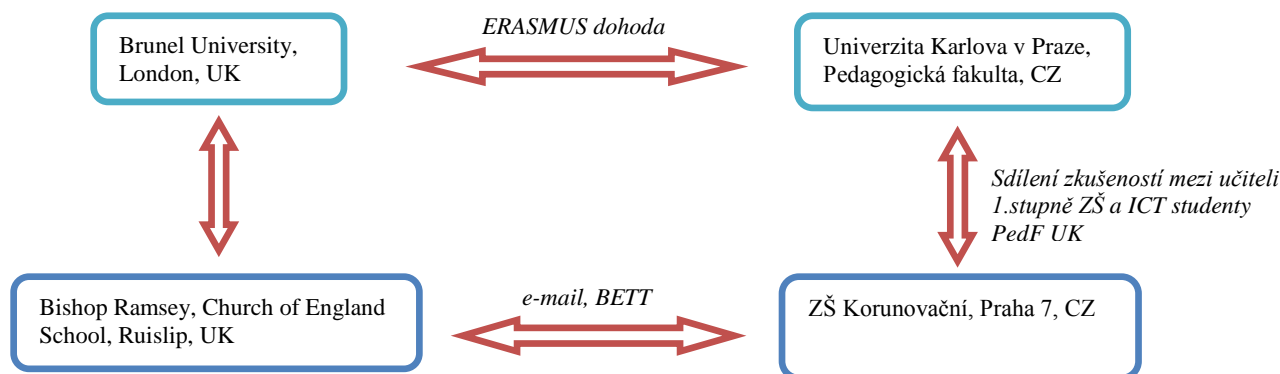 ERASMUS dohoda
Brunel University,
London, UK
Univerzita Karlova v Praze,
Pedagogická fakulta, CZ
Sdílení zkušeností mezi učiteli
1.stupně ZŠ a ICT studenty
PedF UK
Bishop Ramsey, Church of England
School, Ruislip, UK
e-mail, BETT
ZŠ Korunovační, Praha 7, CZ